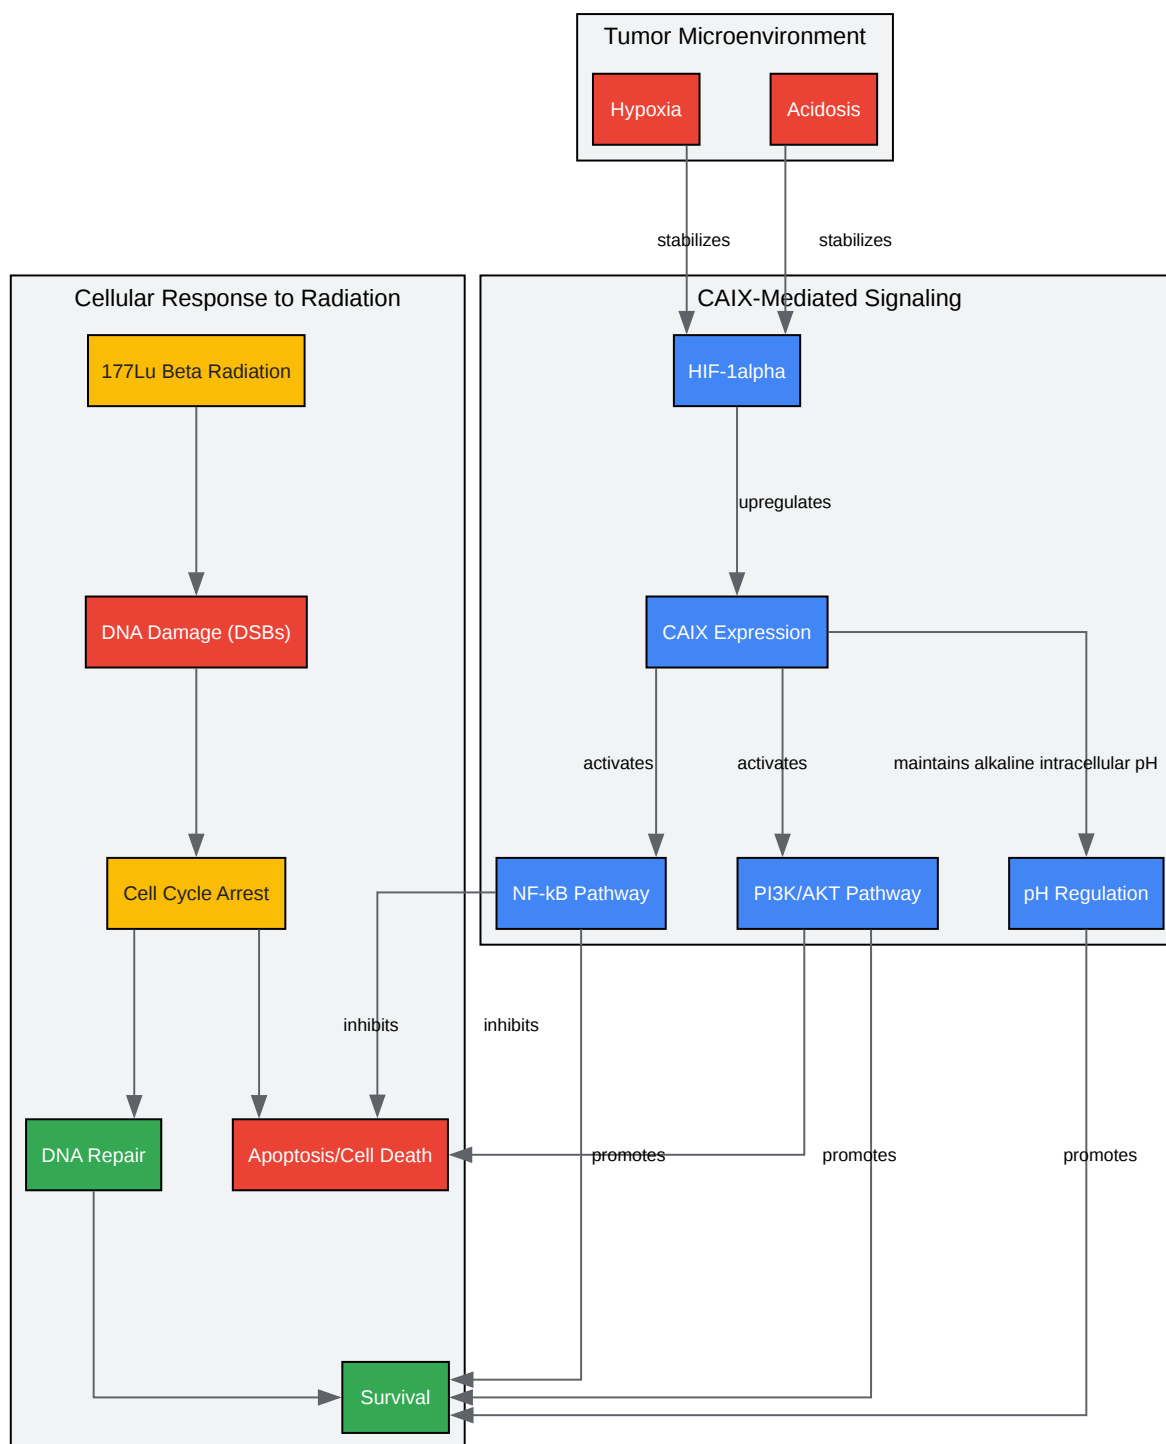 Tumor Microenvironment
Hypoxia
Acidosis
stabilizes
stabilizes
Cellular Response to Radiation
CAIX-Mediated Signaling
177Lu Beta Radiation
HIF-1alpha
upregulates
DNA Damage (DSBs)
CAIX Expression
activates
activates
maintains alkaline intracellular pH
Cell Cycle Arrest
NF-kB Pathway
PI3K/AKT Pathway
pH Regulation
inhibits
inhibits
DNA Repair
Apoptosis/Cell Death
promotes
promotes
promotes
Survival